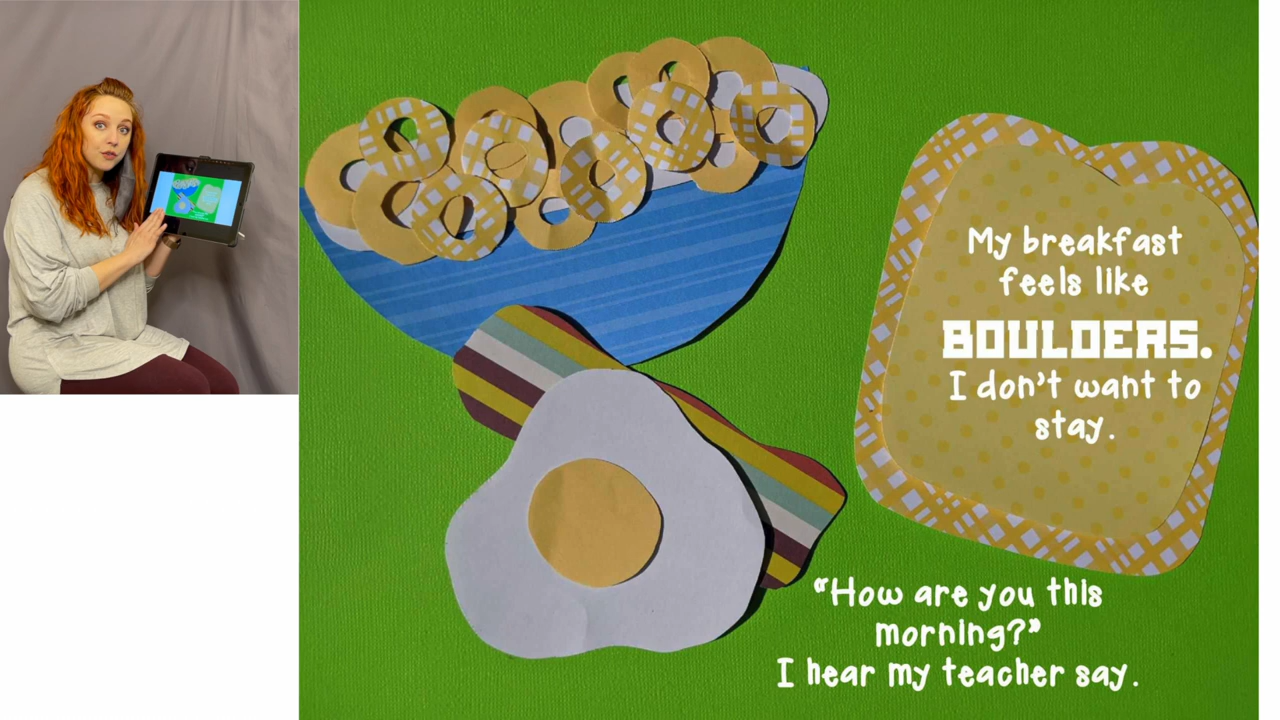 My breakfast
feels like
BOULDERS.
I don't want to
stay.
"How are you this
morning?"
I hear my teacher say.